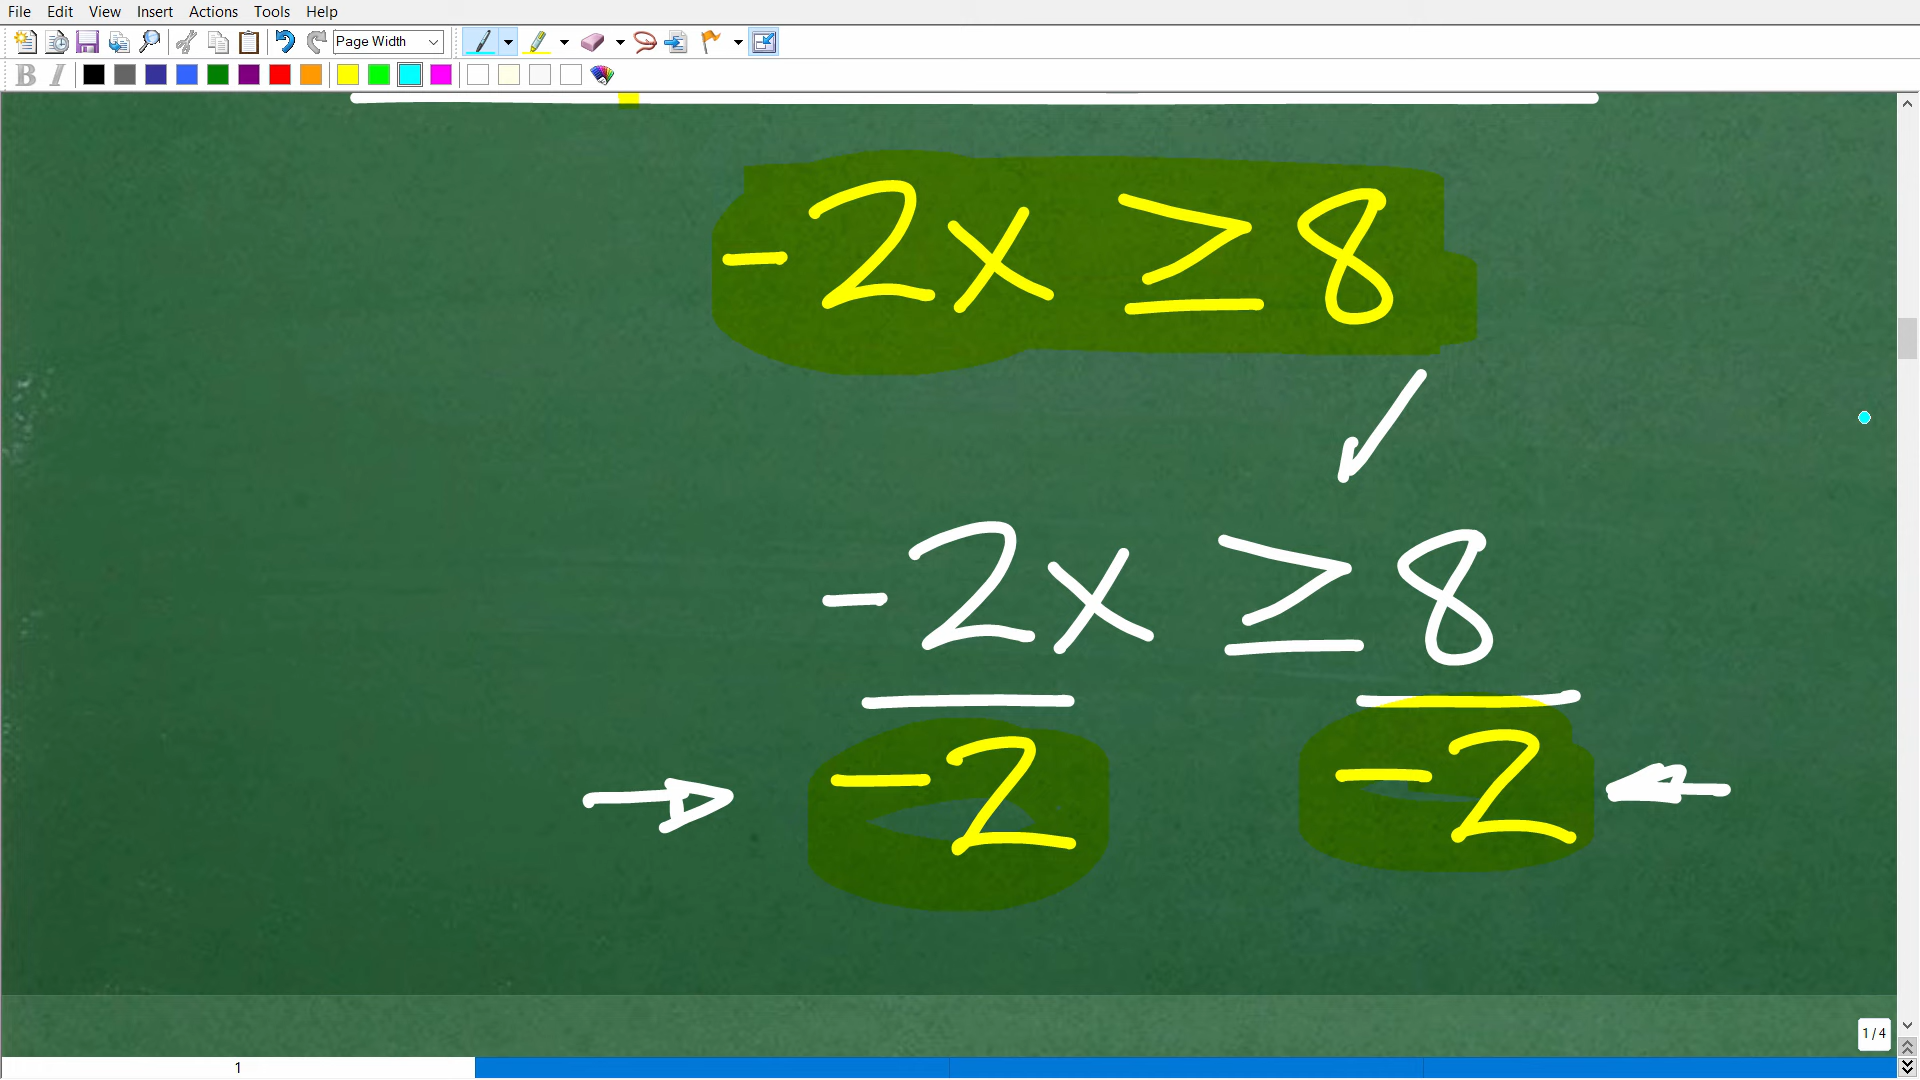 File Edit View Insert Actions Tools Help
Page Width
B I
-2x ≥ 8
-2x ≥ 8
-2 -2
1 / 4
1